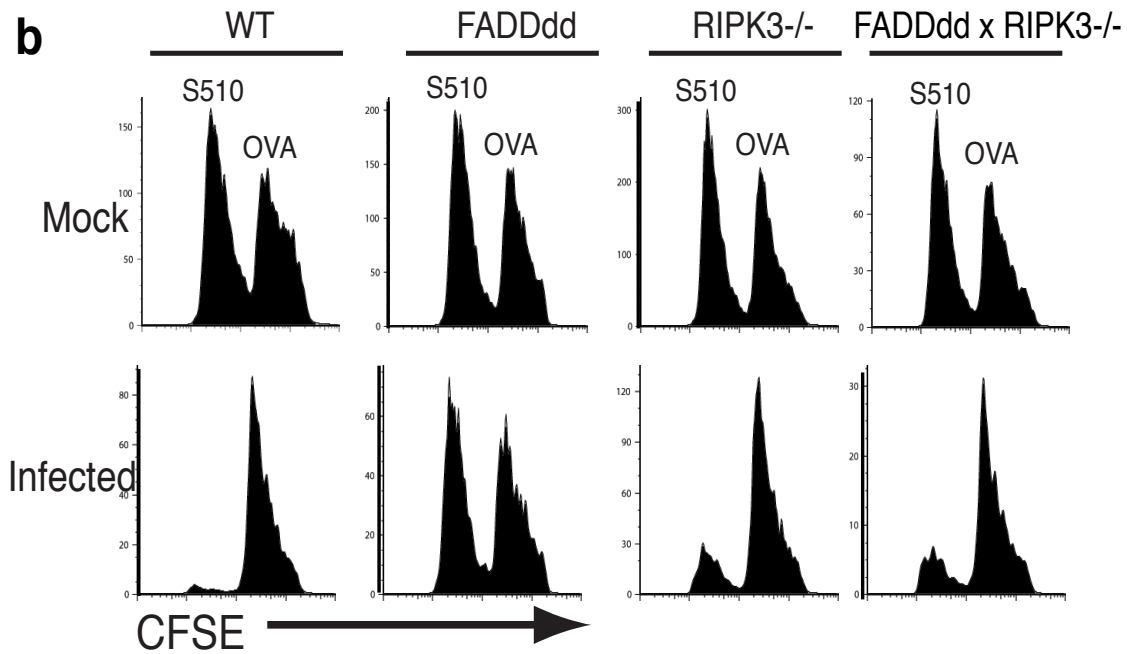 b
WT FADDdd RIPK3-/- FADDdd x RIPK3-/-
S510 S510 S510 S510
OVA OVA OVA OVA
Mock
150 100 50 0
200 150 100 50 0
300 200 100 0
120 90 60 30 0
Infected
80 60 40 20 0
60 40 20 0
120 90 60 30 0
30 20 10 0
CFSE